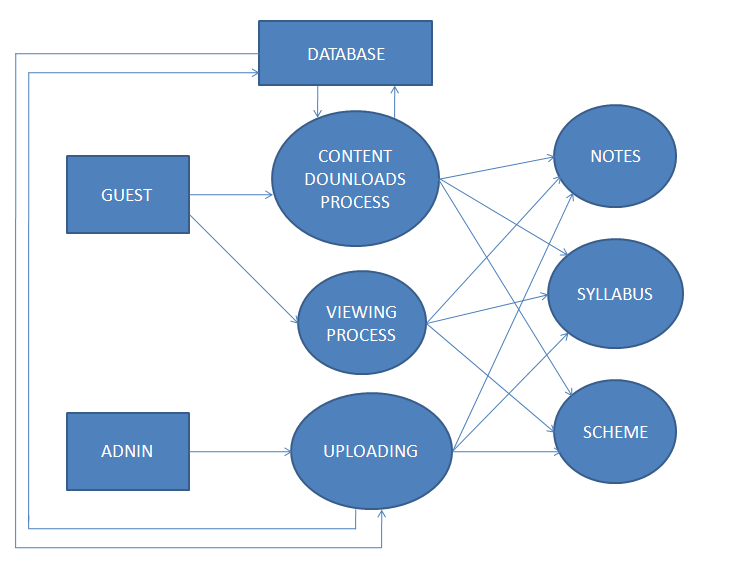 DATABASE
CONTENT
DOUNLOADS
PROCESS
NOTES
GUEST
SYLLABUS
VIEWING
PROCESS
SCHEME
ADNIN
UPLOADING